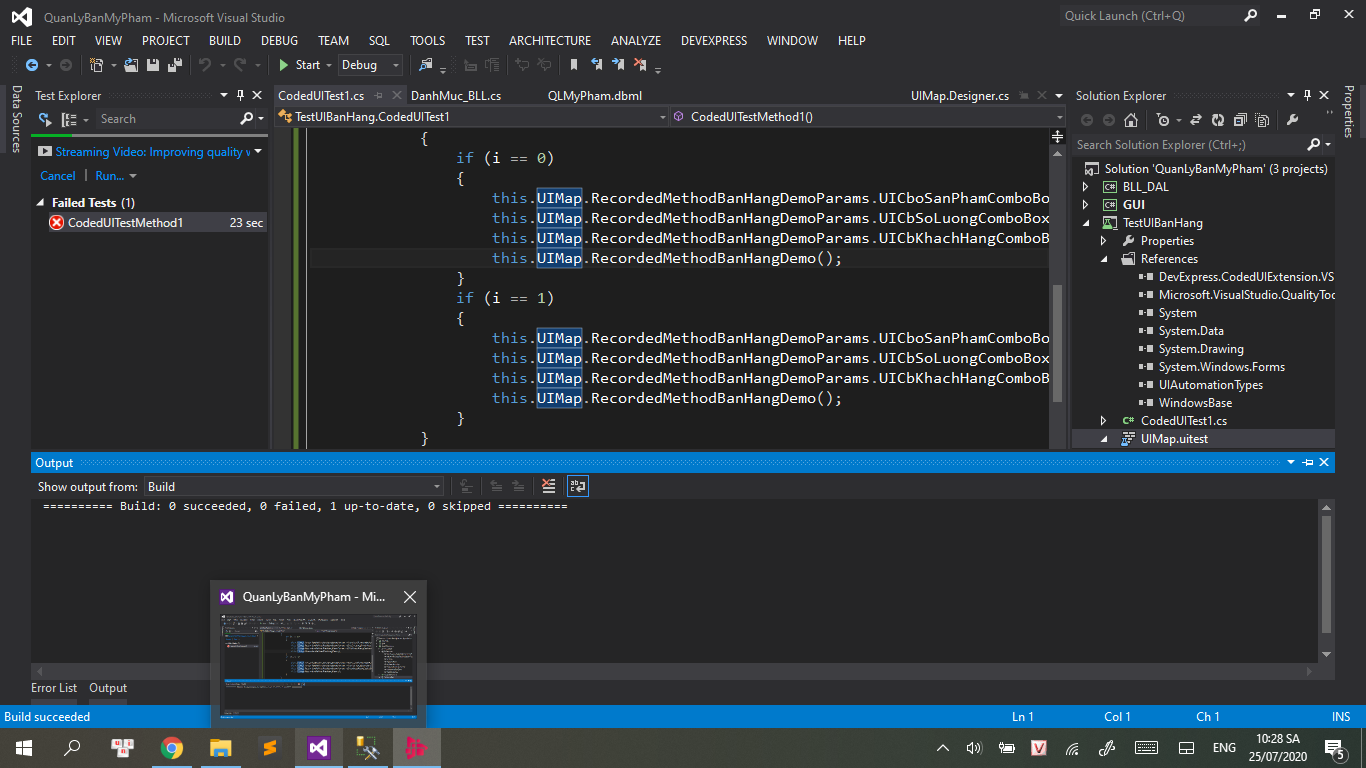 QuanLyBanMyPham - Microsoft Visual Studio
Quick Launch (Ctrl+Q)
FILE EDIT VIEW PROJECT BUILD DEBUG TEAM SQL TOOLS TEST ARCHITECTURE ANALYZE DEVEXPRESS WINDOW HELP
Start Debug
Data Sources
Test Explorer
Search
Streaming Video: Improving quality v
Cancel | Run...
Failed Tests (1)
CodedUITestMethod1 23 sec
CodedUITest1.cs DanhMuc_BLL.cs QLMyPham.dbml UIMap.Designer.cs
TestUIBanHang.CodedUITest1 CodedUITestMethod1()
{
if (i == 0)
{
this.UIMap.RecordedMethodBanHangDemoParams.UICboSanPhamComboBo
this.UIMap.RecordedMethodBanHangDemoParams.UICbSoLuongComboBox
this.UIMap.RecordedMethodBanHangDemoParams.UICbKhachHangComboB
this.UIMap.RecordedMethodBanHangDemo();
}
if (i == 1)
{
this.UIMap.RecordedMethodBanHangDemoParams.UICboSanPhamComboBo
this.UIMap.RecordedMethodBanHangDemoParams.UICbSoLuongComboBox
this.UIMap.RecordedMethodBanHangDemoParams.UICbKhachHangComboB
this.UIMap.RecordedMethodBanHangDemo();
}
}
Solution Explorer
Search Solution Explorer (Ctrl+;)
Solution 'QuanLyBanMyPham' (3 projects)
BLL_DAL
GUI
TestUIBanHang
Properties
References
DevExpress.CodedUIExtension.VS
Microsoft.VisualStudio.QualityToo
System
System.Data
System.Drawing
System.Windows.Forms
UIAutomationTypes
WindowsBase
CodedUITest1.cs
UIMap.uitest
Properties
Output
Show output from: Build
========== Build: 0 succeeded, 0 failed, 1 up-to-date, 0 skipped ==========
QuanLyBanMyPham - Mi...
Error List Output
Build succeeded Ln 1 Col 1 Ch 1 INS
ENG
10:28 SA
25/07/2020
5